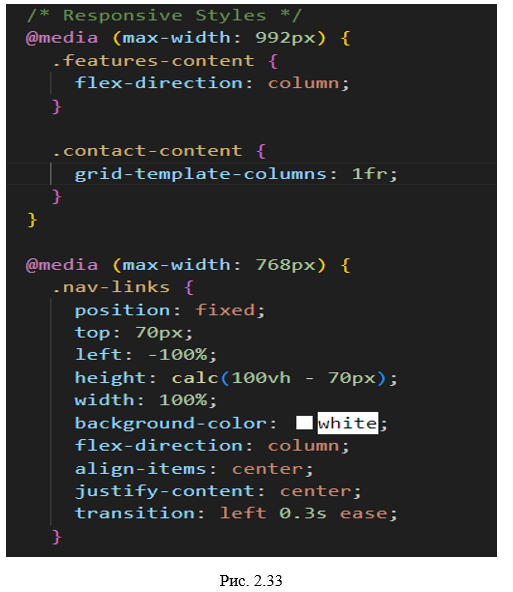 /* Responsive Styles */
@media (max-width: 992px) {
.features-content {
flex-direction: column;
}
.contact-content {
grid-template-columns: 1fr;
}
}
@media (max-width: 768px) {
.nav-links {
position: fixed;
top: 70px;
left: -100%;
height: calc(100vh - 70px);
width: 100%;
background-color: white;
flex-direction: column;
align-items: center;
justify-content: center;
transition: left 0.3s ease;
}
Рис. 2.33